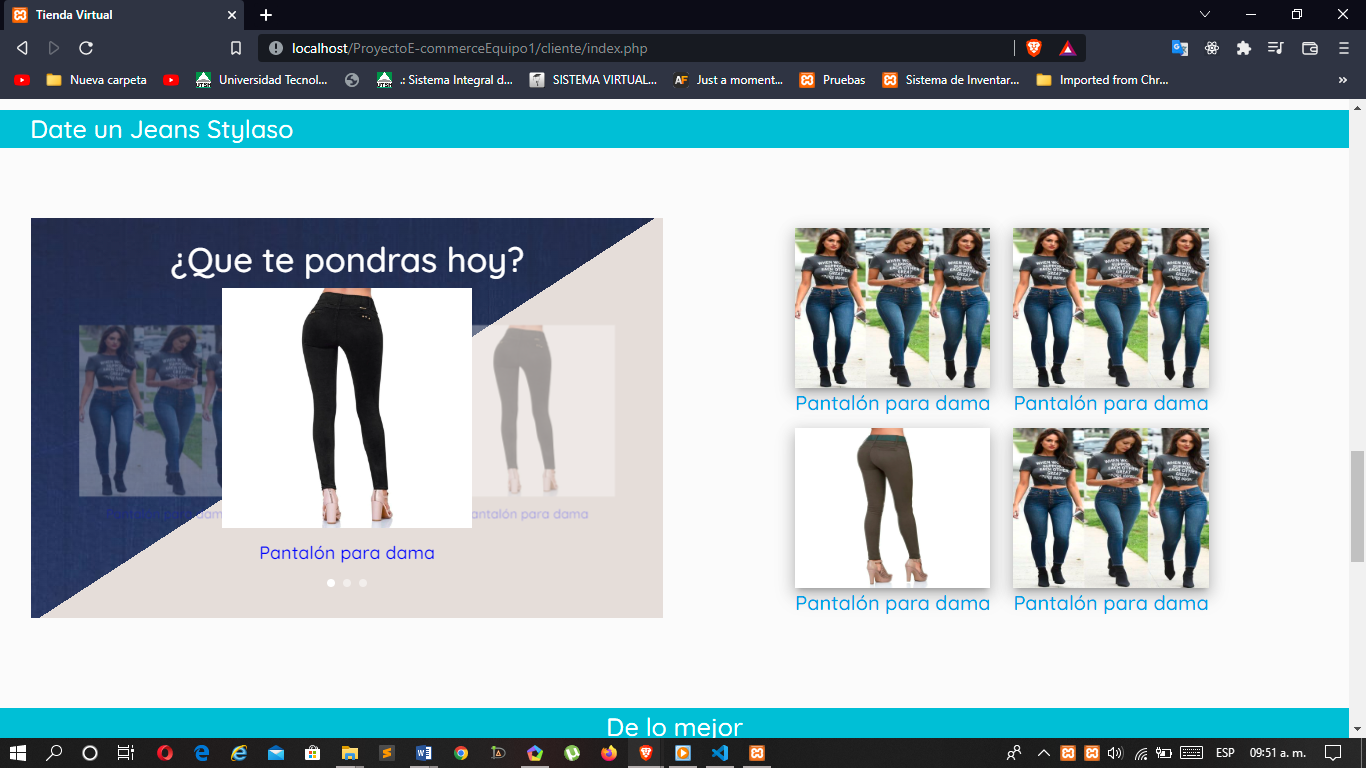 Tienda Virtual
localhost/ProyectoE-commerceEquipo1/cliente/index.php
Nueva carpeta
Universidad Tecnol...
.: Sistema Integral d...
SISTEMA VIRTUAL...
Just a moment...
Pruebas
Sistema de Inventar...
Imported from Chr...
»
Date un Jeans Stylaso
¿Que te pondras hoy?
Pantalón para dama
Pantalón para dama
Pantalón para dama
Pantalón para dama
Pantalón para dama
Pantalón para dama
De lo mejor
ESP
09:51 a. m.